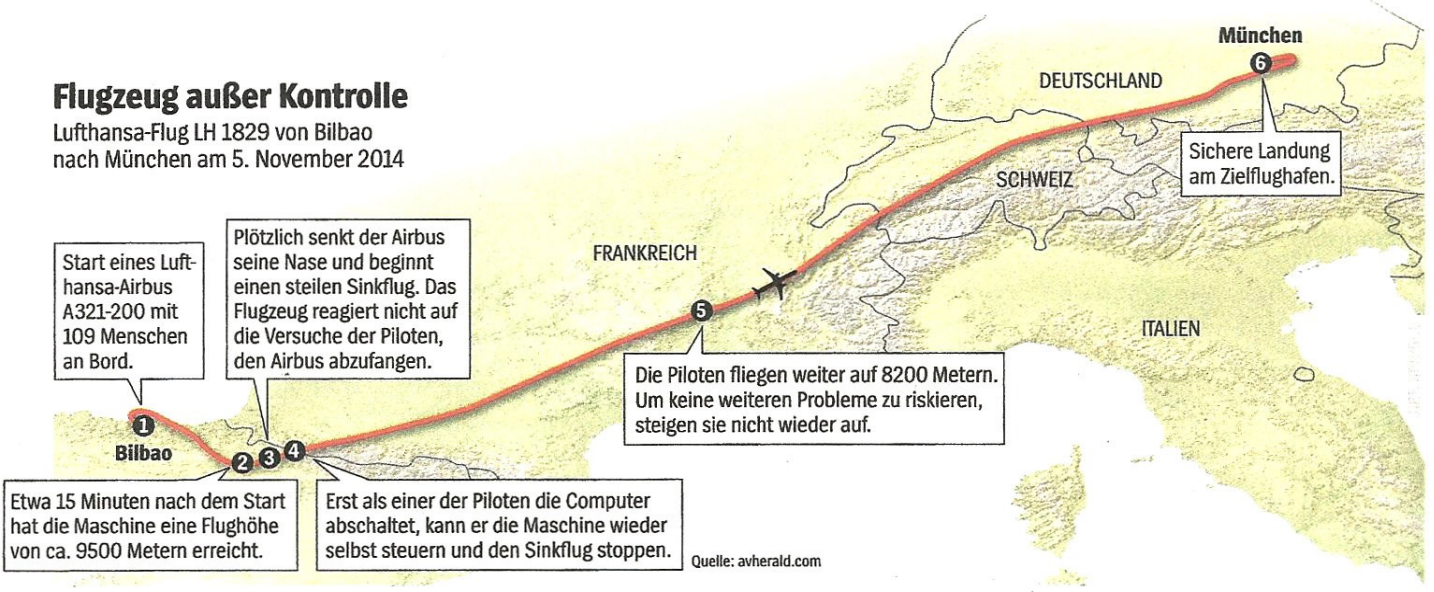 Flugzeug außer Kontrolle
Lufthansa-Flug LH 1829 von Bilbao
nach München am 5. November 2014
Start eines Luft-
hansa-Airbus
A321-200 mit
109 Menschen
an Bord.
Plötzlich senkt der Airbus
seine Nase und beginnt
einen steilen Sinkflug. Das
Flugzeug reagiert nicht auf
die Versuche der Piloten,
den Airbus abzufangen.
1
Bilbao
2
3
4
Etwa 15 Minuten nach dem Start
hat die Maschine eine Flughöhe
von ca. 9500 Metern erreicht.
Erst als einer der Piloten die Computer
abschaltet, kann er die Maschine wieder
selbst steuern und den Sinkflug stoppen.
Quelle: avherald.com
FRANKREICH
5
Die Piloten fliegen weiter auf 8200 Metern.
Um keine weiteren Probleme zu riskieren,
steigen sie nicht wieder auf.
SCHWEIZ
ITALIEN
DEUTSCHLAND
München
6
Sichere Landung
am Zielflughafen.